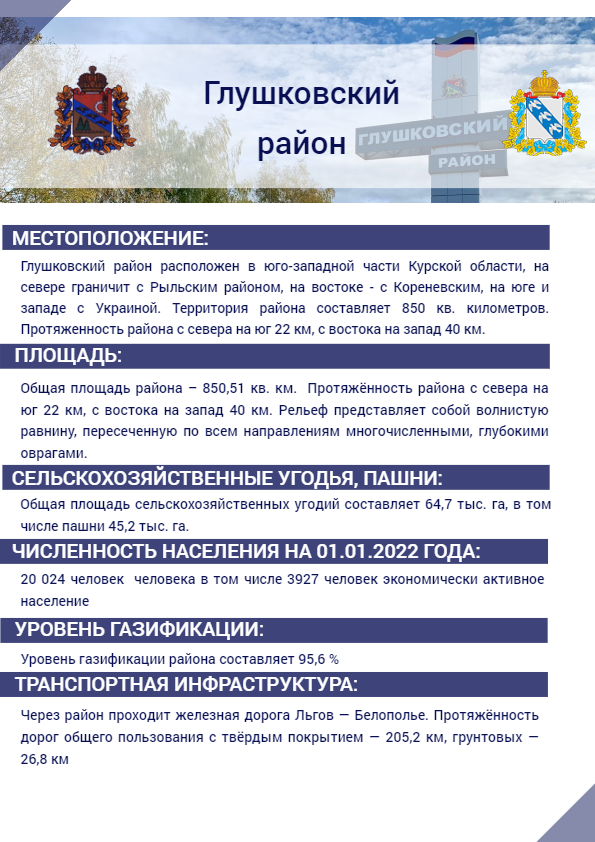 Глушковский
район
ГЛУШКОВСКИЙ
РАЙОН
МЕСТОПОЛОЖЕНИЕ:
Глушковский район расположен в юго-западной части Курской области, на
севере граничит с Рыльским районом, на востоке - с Кореневским, на юге и
западе с Украиной. Территория района составляет 850 кв. километров.
Протяженность района с севера на юг 22 км, с востока на запад 40 км.
ПЛОЩАДЬ:
Общая площадь района – 850,51 кв. км. Протяжённость района с севера на
юг 22 км, с востока на запад 40 км. Рельеф представляет собой волнистую
равнину, пересеченную по всем направлениям многочисленными, глубокими
оврагами.
СЕЛЬСКОХОЗЯЙСТВЕННЫЕ УГОДЬЯ, ПАШНИ:
Общая площадь сельскохозяйственных угодий составляет 64,7 тыс. га, в том
числе пашни 45,2 тыс. га.
ЧИСЛЕННОСТЬ НАСЕЛЕНИЯ НА 01.01.2022 ГОДА:
20 024 человек человека в том числе 3927 человек экономически активное
население
УРОВЕНЬ ГАЗИФИКАЦИИ:
Уровень газификации района составляет 95,6 %
ТРАНСПОРТНАЯ ИНФРАСТРУКТУРА:
Через район проходит железная дорога Льгов — Белополье. Протяжённость
дорог общего пользования с твёрдым покрытием — 205,2 км, грунтовых —
26,8 км